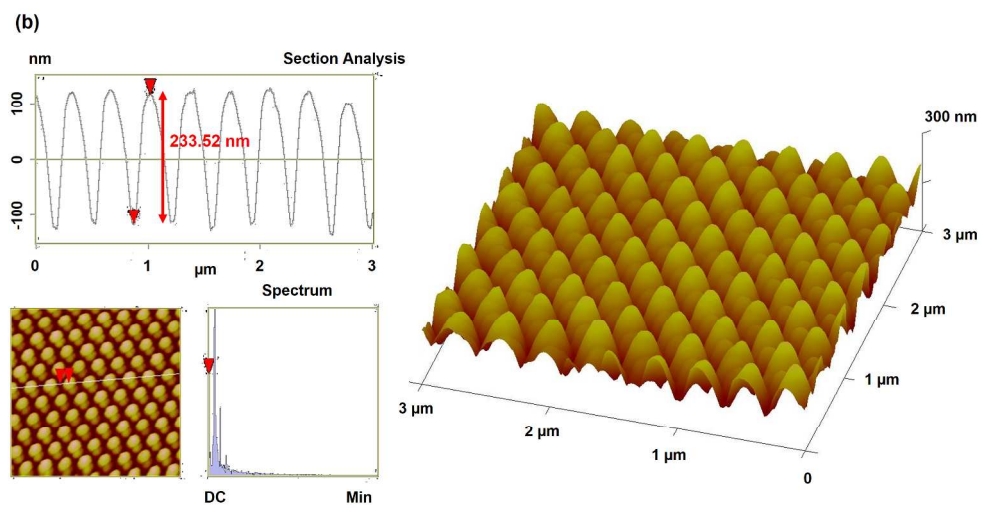 (b)
nm
Section Analysis
100
0
-100
233.52 nm
0
1
2
3
µm
Spectrum
DC
Min
300 nm
3 µm
2 µm
1 µm
0
3 µm
2 µm
1 µm